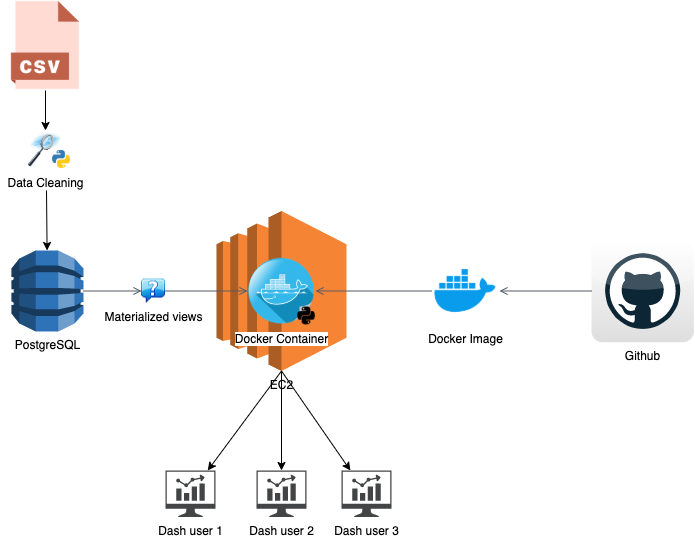 CSV
Data Cleaning
PostgreSQL
Materialized views
Docker Container
EC2
Docker Image
Github
Dash user 1
Dash user 2
Dash user 3